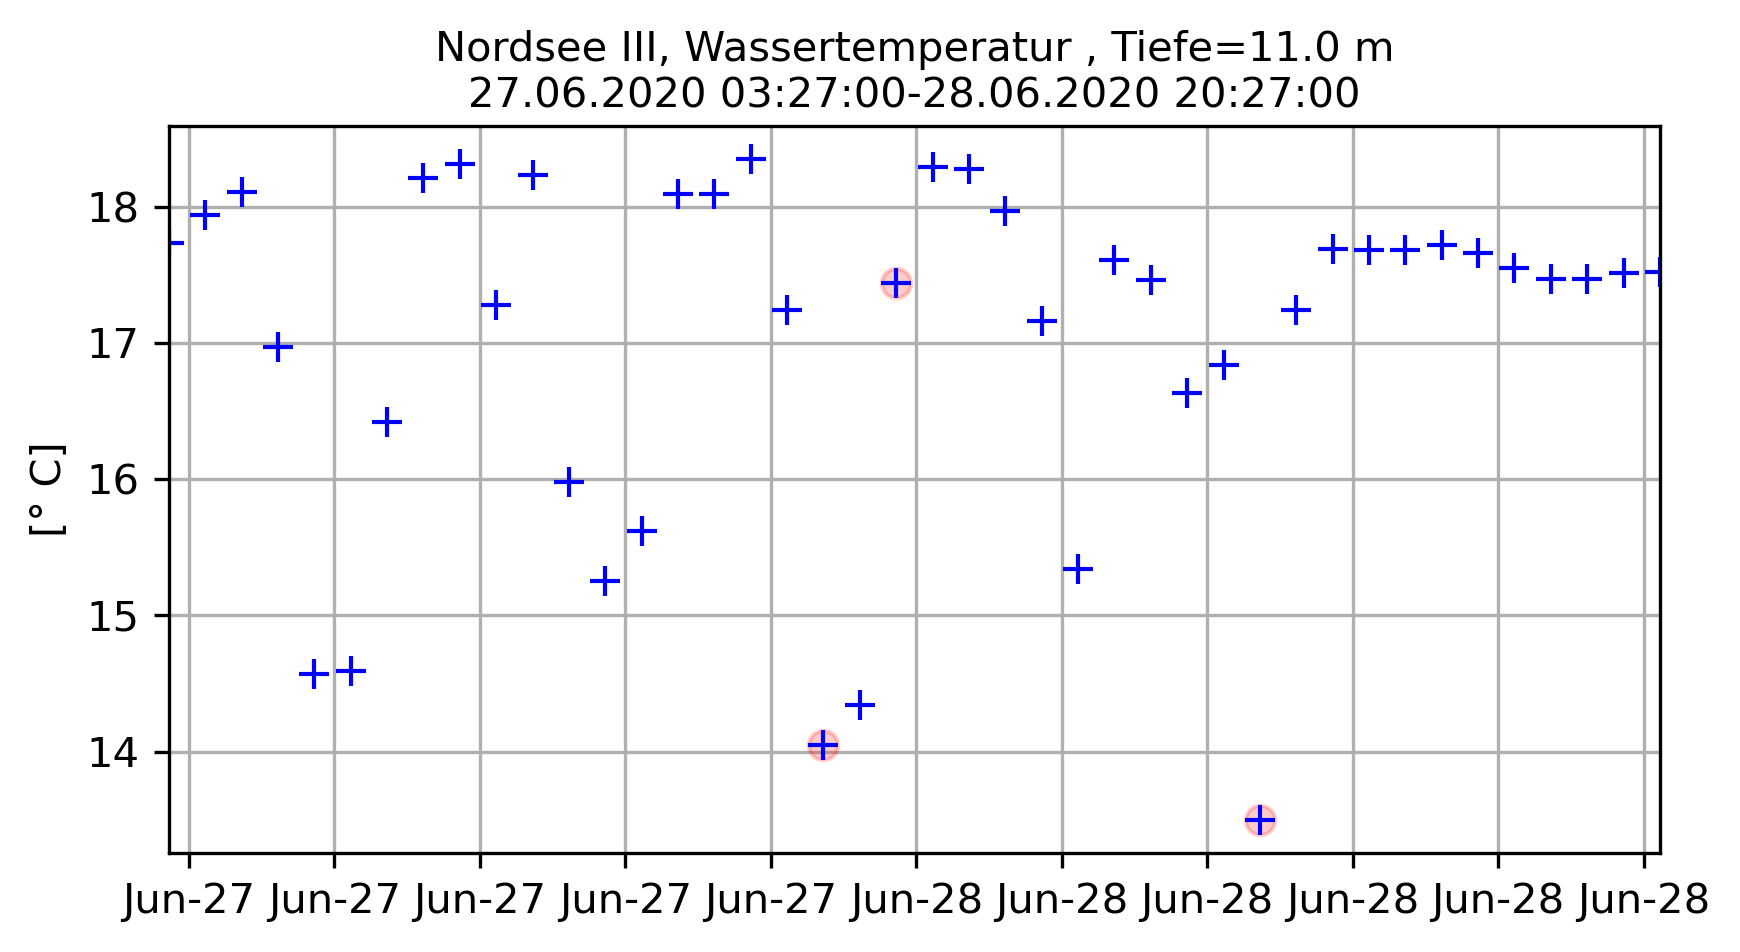 Nordsee III, Wassertemperatur , Tiefe=11.0 m
27.06.2020 03:27:00-28.06.2020 20:27:00
[° C]
18
17
16
15
14
Jun-27 Jun-27 Jun-27 Jun-27 Jun-27 Jun-28 Jun-28 Jun-28 Jun-28 Jun-28 Jun-28